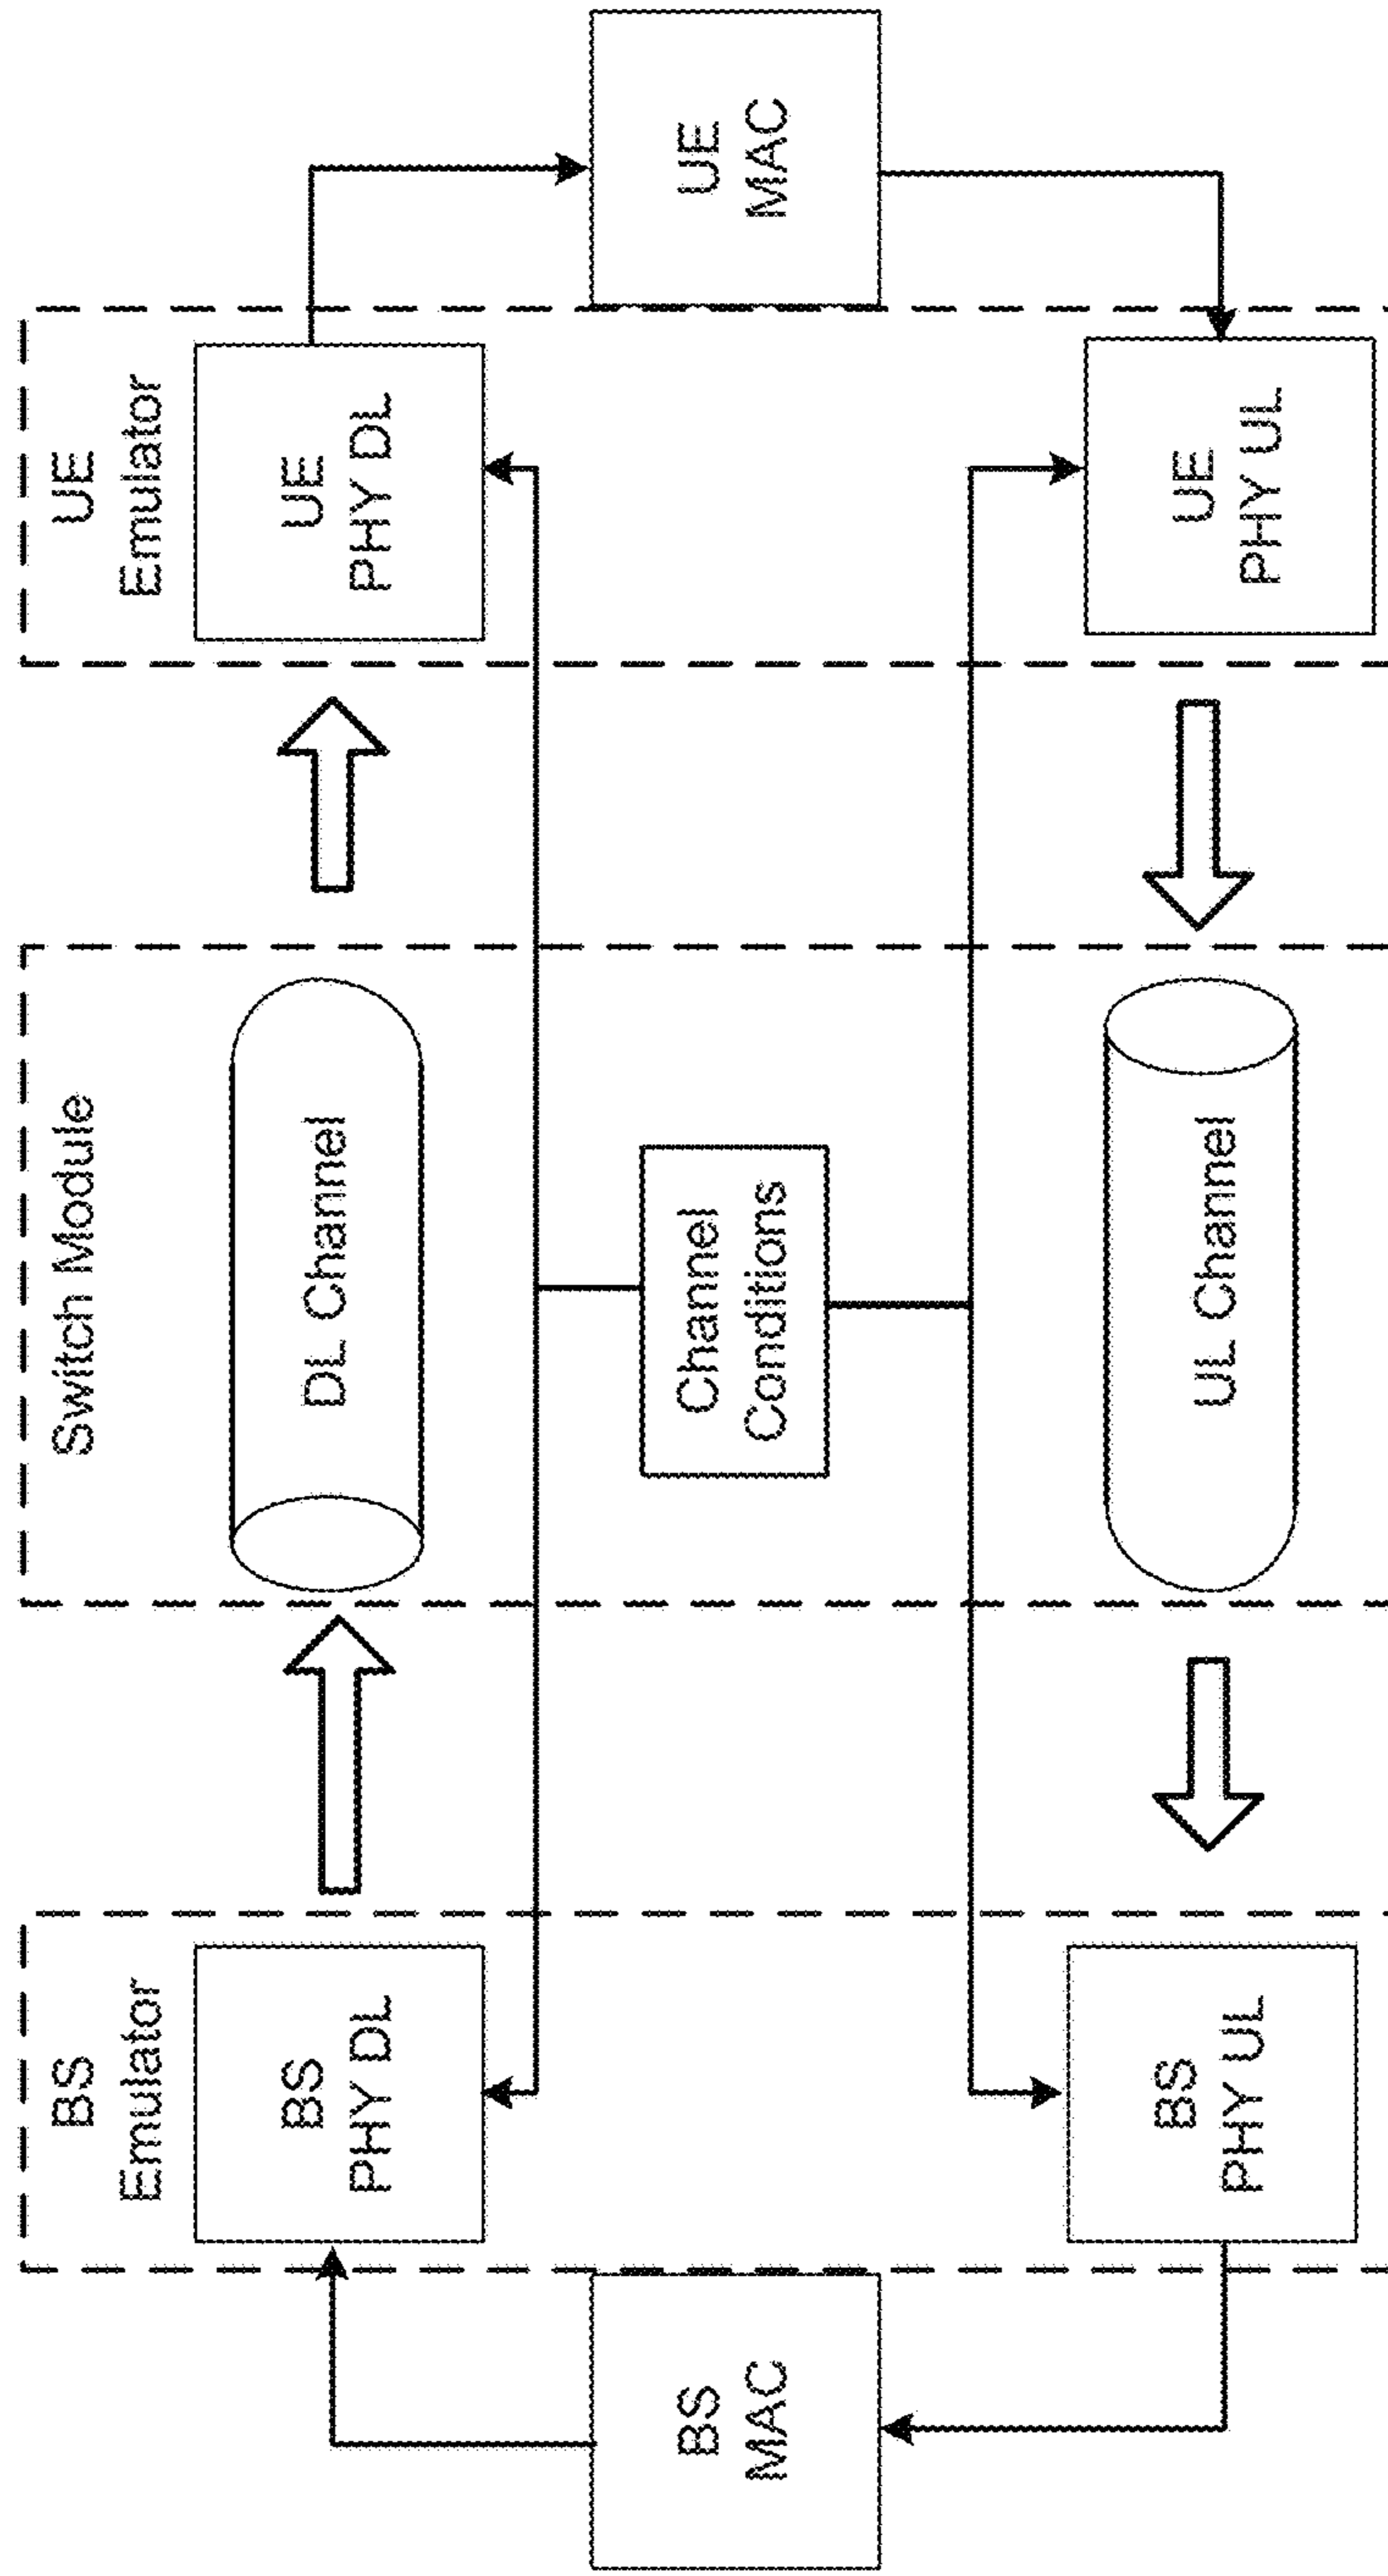 BS
Emulator
Switch Module
UE
Emulator
BS
PHY DL
DL Channel
UE
PHY DL
BS
MAC
Channel
Conditions
UE
MAC
BS
PHY UL
UL Channel
UE
PHY UL